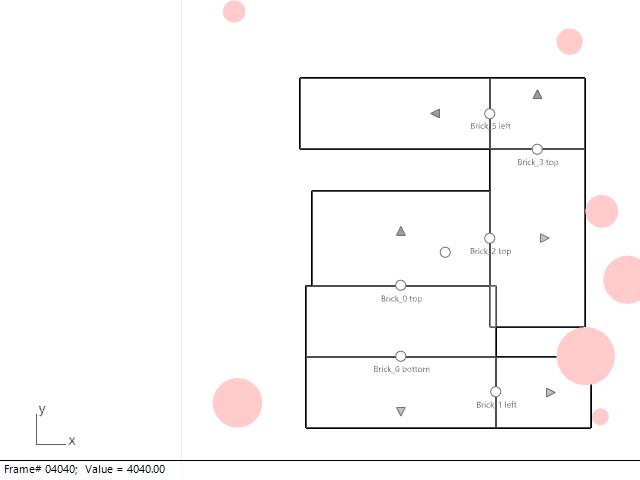 Brick_5 left
Brick_3 top
Brick_2 top
Brick_0 top
Brick_0 bottom
Brick_1 left
y
x
Frame# 04040; Value = 4040.00